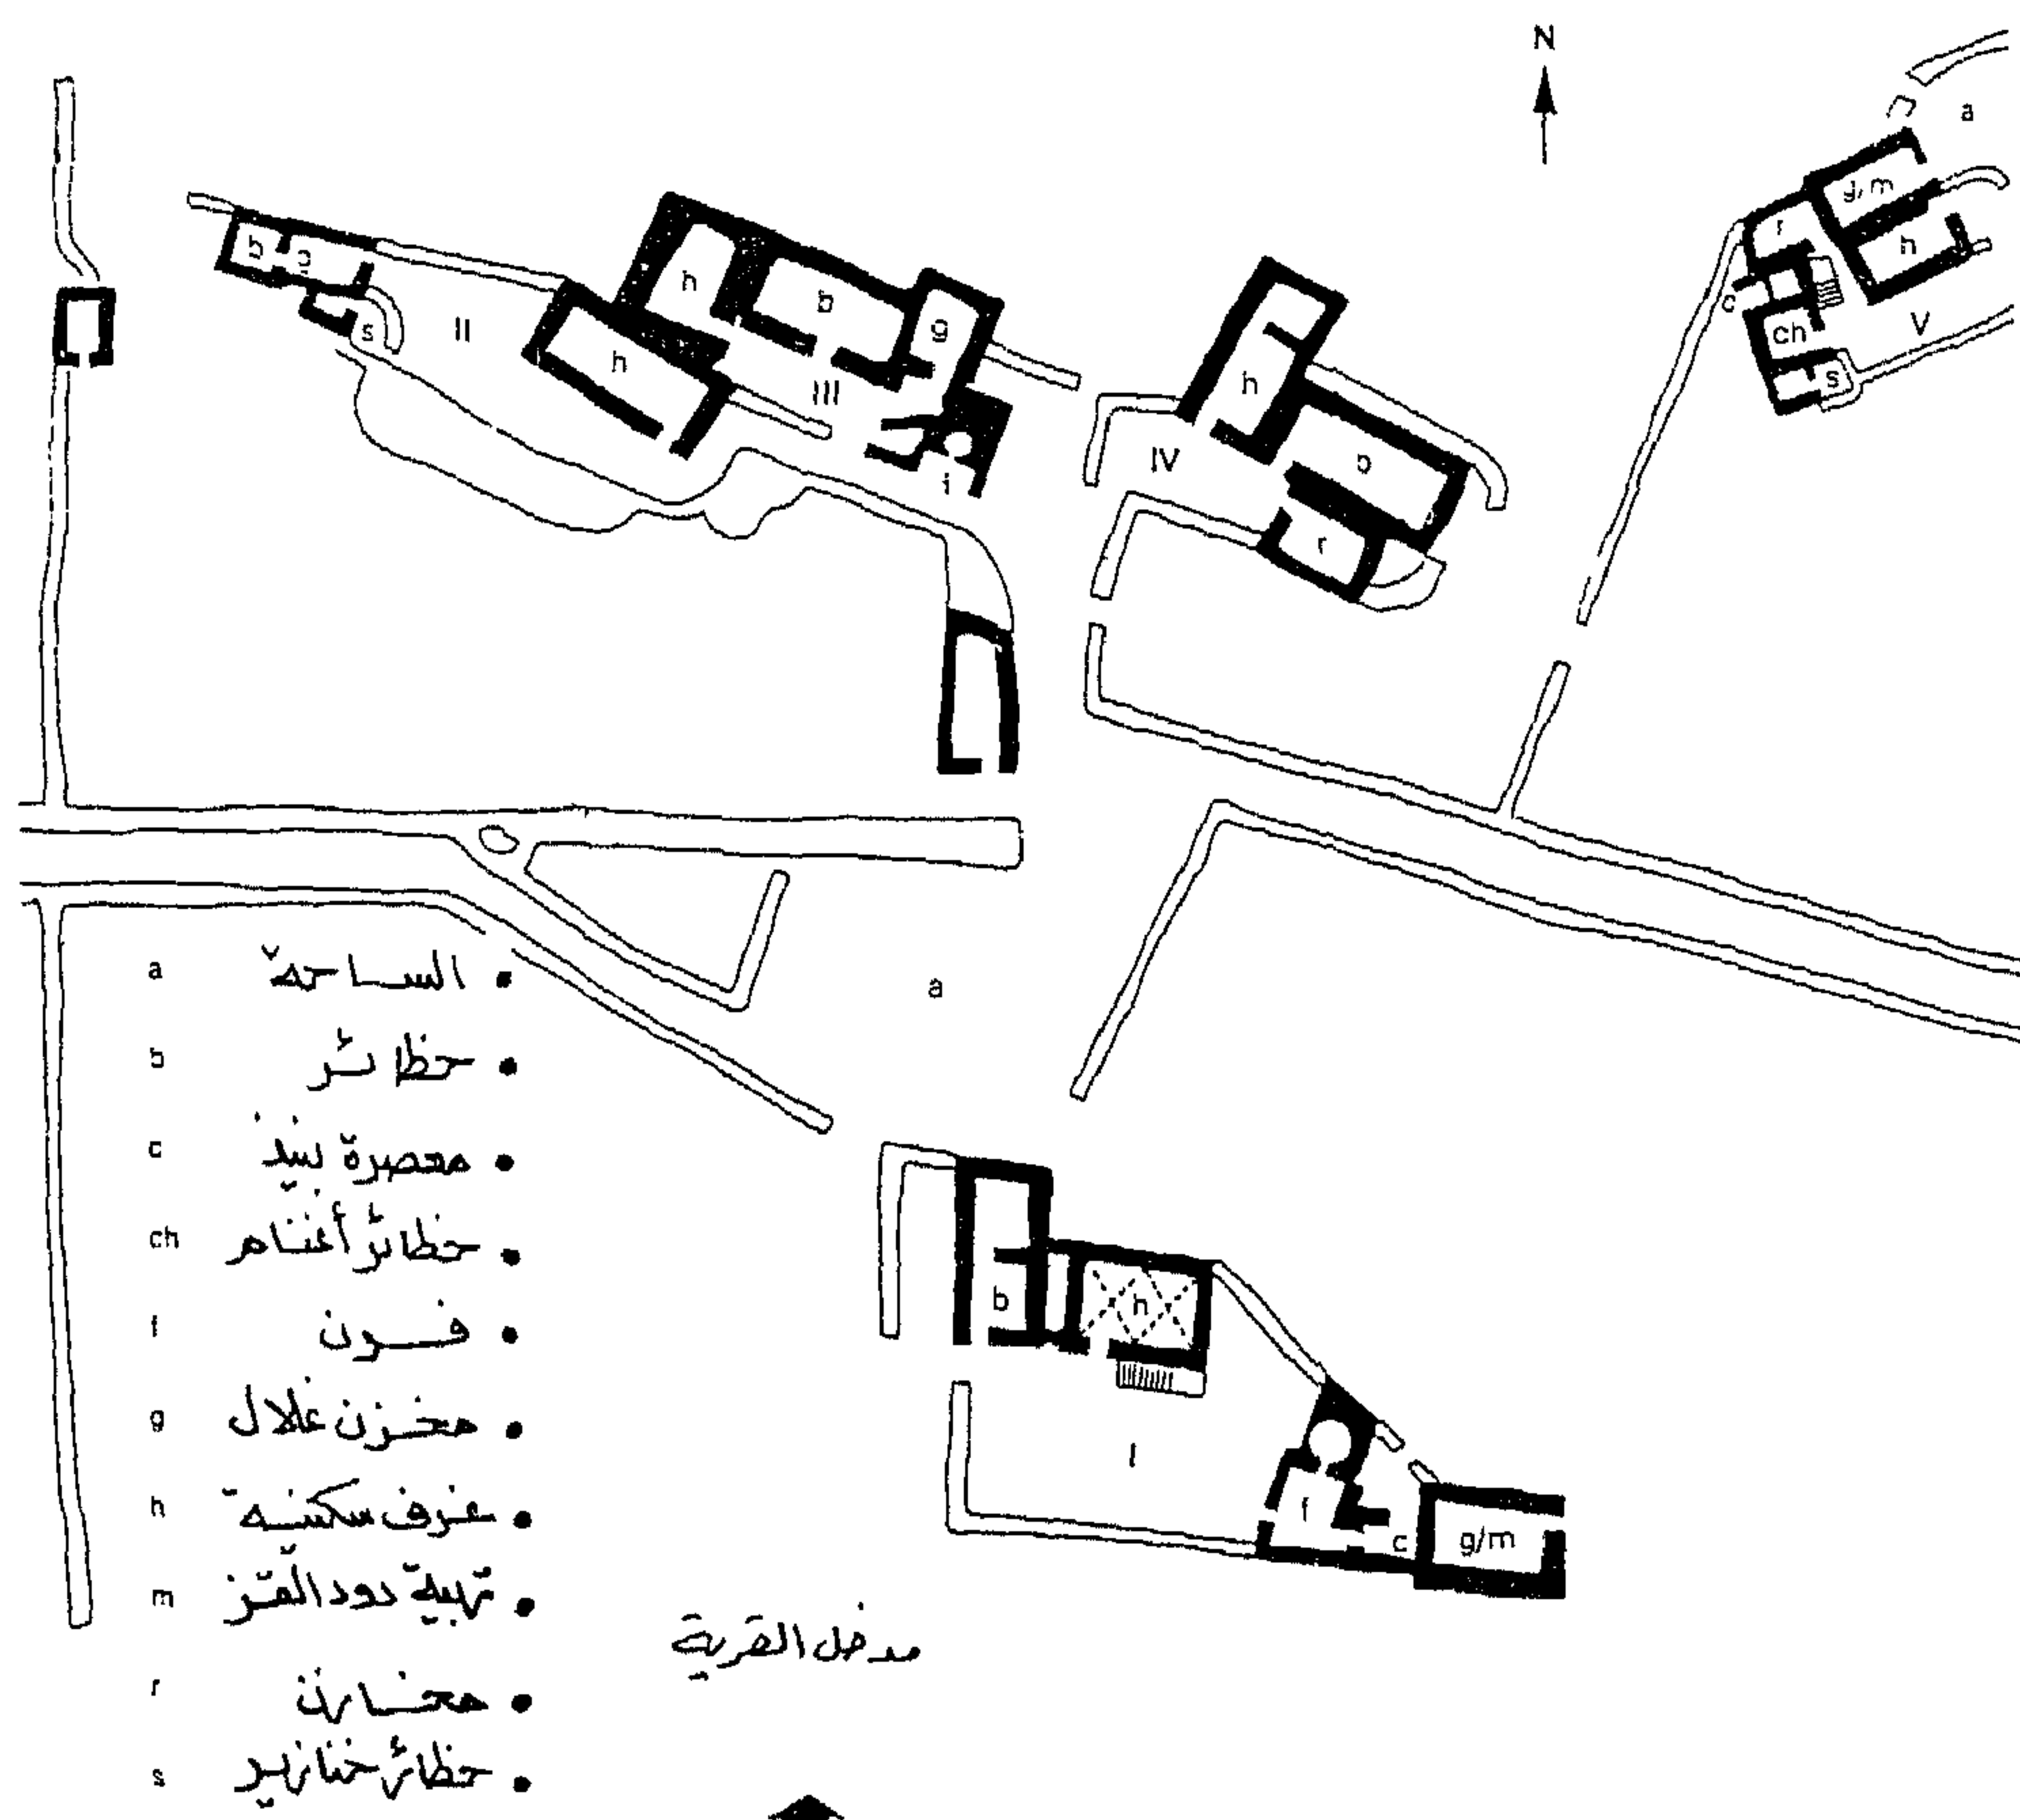 N
a
g/m
r
h
c
ch
V
s
b
s
II
h
h
b
g
III
i
h
IV
b
r
a
b
h
I
f
c
g/m
a الساحة •
b حظائر •
c معصرة نبيذ •
ch حظائر أغنام •
f فرن •
g مخزن غلال •
h غرف سكنية •
m تربية دود القز •
r مخازن •
s حظائر خنازير •
مدخل القرية